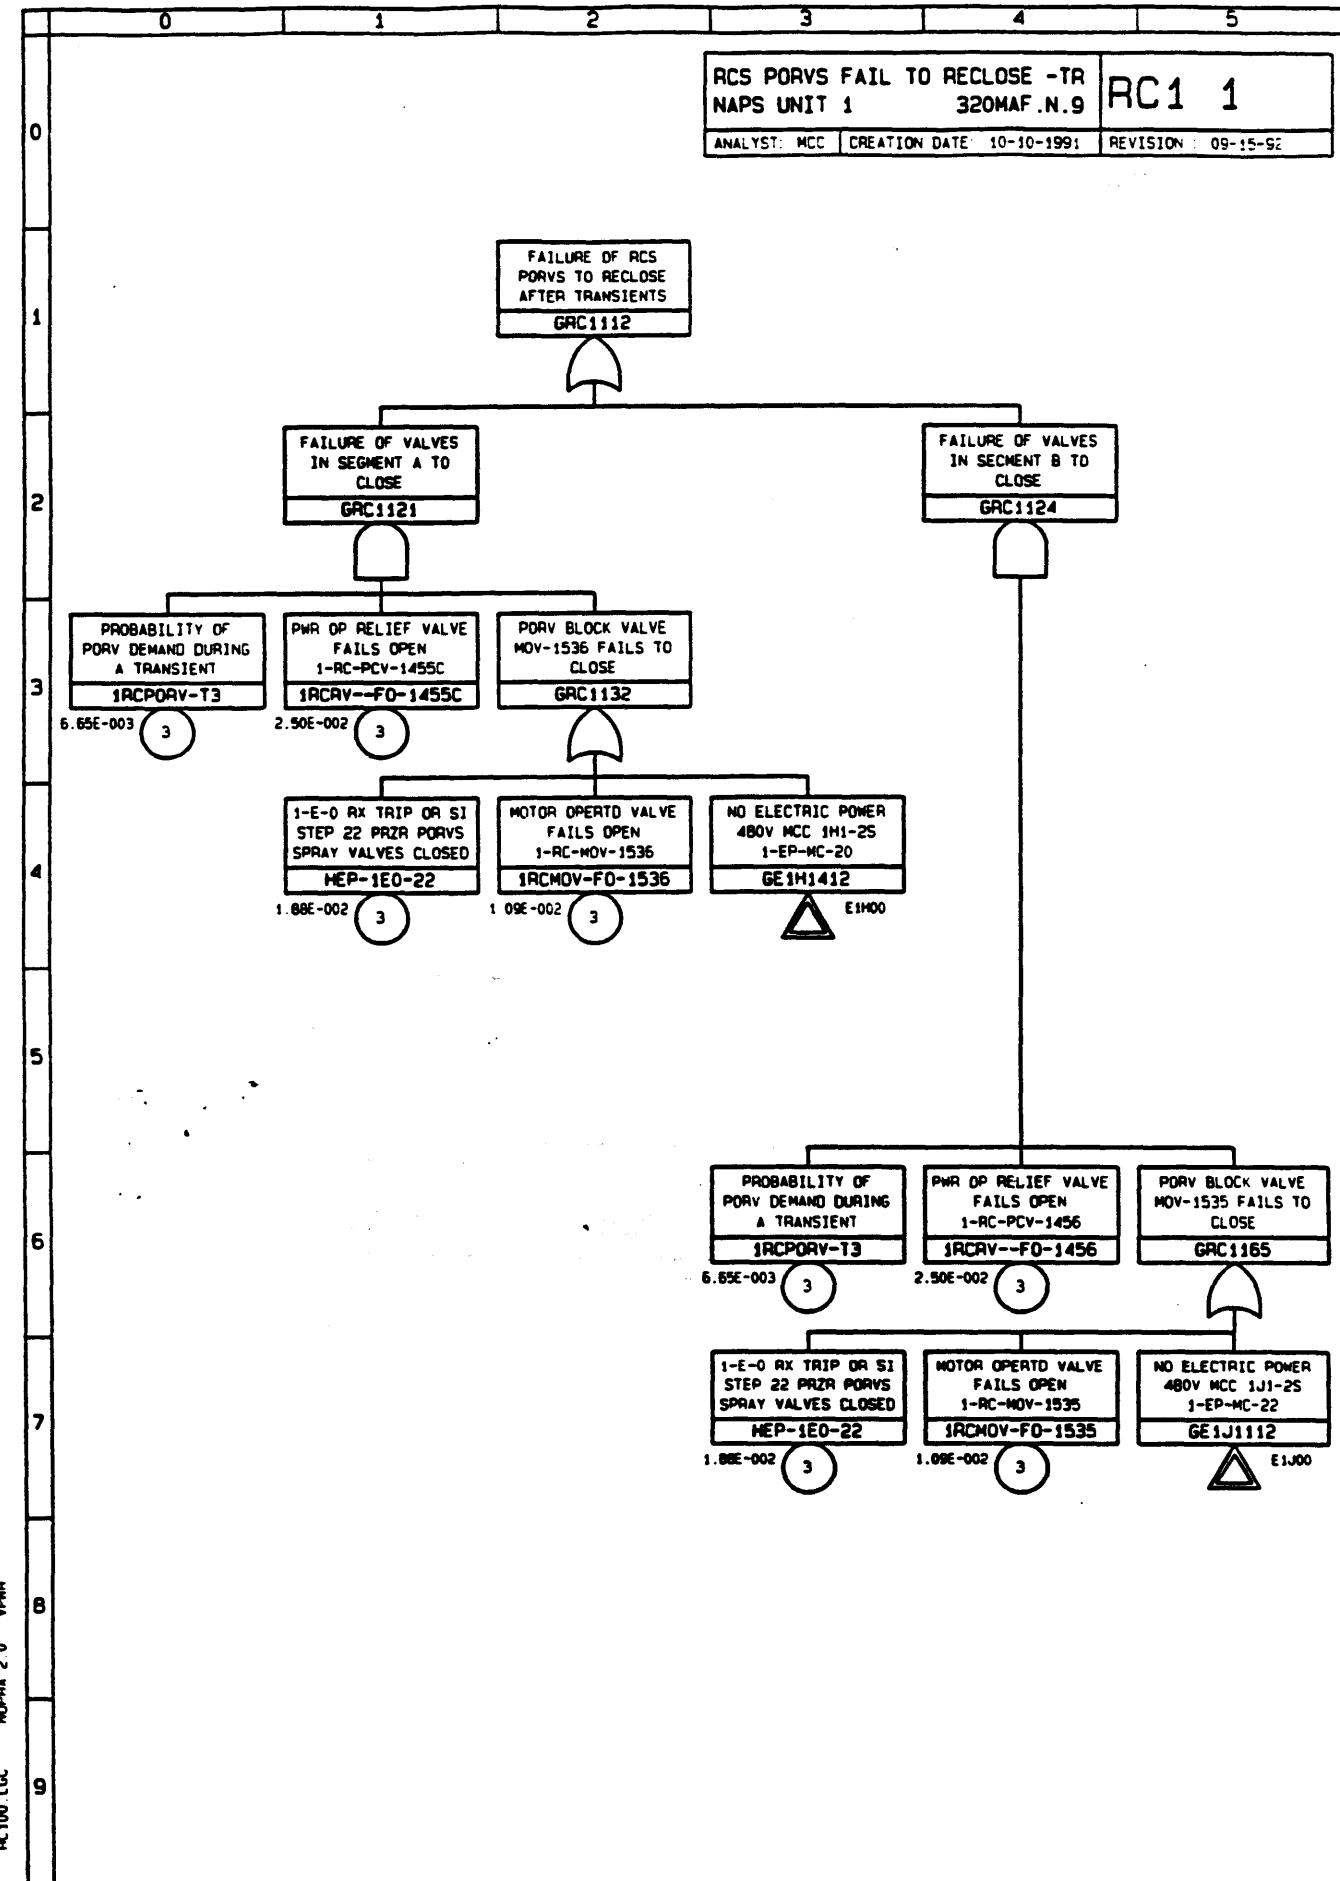 0 1 2 3 4 5
RCS PORVS FAIL TO RECLOSE -TR
NAPS UNIT 1 320MAF.N.9
RC1 1
ANALYST: MCC CREATION DATE 10-10-1991 REVISION : 09-15-92
0
1
2
3
4
5
6
7
8
9
FAILURE OF RCS
PORVS TO RECLOSE
AFTER TRANSIENTS
GRC1112
FAILURE OF VALVES
IN SEGMENT A TO
CLOSE
GRC1121
FAILURE OF VALVES
IN SEGMENT B TO
CLOSE
GRC1124
PROBABILITY OF
PORV DEMAND DURING
A TRANSIENT
1RCPORV-T3
6.65E-003
3
PWR OP RELIEF VALVE
FAILS OPEN
1-RC-PCV-1455C
1RCRV--FO-1455C
2.50E-002
3
PORV BLOCK VALVE
MOV-1536 FAILS TO
CLOSE
GRC1132
1-E-0 RX TRIP OR SI
STEP 22 PRZR PORVS
SPRAY VALVES CLOSED
HEP-1E0-22
1.88E-002
3
MOTOR OPERTD VALVE
FAILS OPEN
1-RC-MOV-1536
1RCMOV-FO-1536
1 09E-002
3
NO ELECTRIC POWER
480V MCC 1H1-2S
1-EP-MC-20
GE1H1412
E1H00
PROBABILITY OF
PORV DEMAND DURING
A TRANSIENT
1RCPORV-T3
6.65E-003
3
PWR OP RELIEF VALVE
FAILS OPEN
1-RC-PCV-1456
1RCRV--FO-1456
2.50E-002
3
PORV BLOCK VALVE
MOV-1535 FAILS TO
CLOSE
GRC1165
1-E-0 RX TRIP OR SI
STEP 22 PRZR PORVS
SPRAY VALVES CLOSED
HEP-1E0-22
1.88E-002
3
MOTOR OPERTD VALVE
FAILS OPEN
1-RC-MOV-1535
1RCMOV-FO-1535
1.09E-002
3
NO ELECTRIC POWER
480V MCC 1J1-2S
1-EP-MC-22
GE1J1112
E1J00